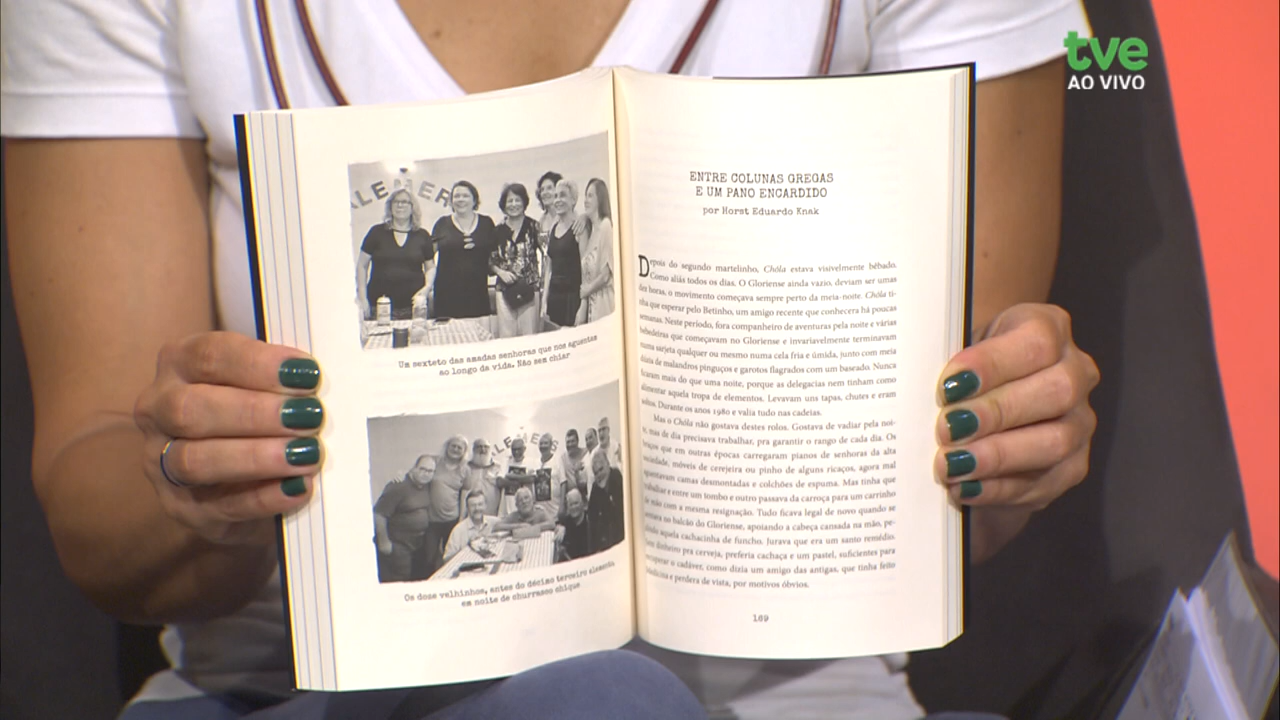 tve
AO VIVO
ALEMER
Um sexteto das amadas senhoras que nos aguentam
ao longo da vida. Não sem chiar
ALEMERS
Os doze velhinhos, antes do décimo terceiro alemanda,
em noite de churrasco chique
ENTRE COLUNAS GREGAS
E UM PANO ENCARDIDO
por Horst Eduardo Knak
Depois do segundo martelinho, Chóla estava visivelmente bêbado.
Como aliás todos os dias. O Gloriense ainda vazio, deviam ser umas
dez horas, o movimento começava sempre perto da meia-noite. Chóla ti-
nha que esperar pelo Betinho, um amigo recente que conhecera há poucas
semanas. Neste período, fora companheiro de aventuras pela noite e várias
bebedeiras que começavam no Gloriense e invariavelmente terminavam
numa sarjeta qualquer ou mesmo numa cela fria e úmida, junto com meia
dúzia de malandros pinguços e garotos flagrados com um baseado. Nunca
ficaram mais do que uma noite, porque as delegacias nem tinham como
alimentar aquela tropa de elementos. Levavam uns tapas, chutes e eram
soltos. Durante os anos 1980 e valia tudo nas cadeias.
Mas o Chóla não gostava destes rolos. Gostava de vadiar pela noi-
te, mas de dia precisava trabalhar, pra garantir o rango de cada dia. Os
braços que em outras épocas carregaram pianos de senhoras da alta
sociedade, móveis de cerejeira ou pinho de alguns ricaços, agora mal
aguentavam camas desmontadas e colchões de espuma. Mas tinha que
trabalhar e entre um tombo e outro passava da carroça para um carrinho
de mão com a mesma resignação. Tudo ficava legal de novo quando se
sentava no balcão do Gloriense, apoiando a cabeça cansada na mão, pe-
dindo aquela cachacinha de funcho. Jurava que era um santo remédio.
Sem dinheiro pra cerveja, preferia cachaça e um pastel, suficientes para
recuperar o cadáver, como dizia um amigo das antigas, que tinha feito
medicina e perdera de vista, por motivos óbvios.
169